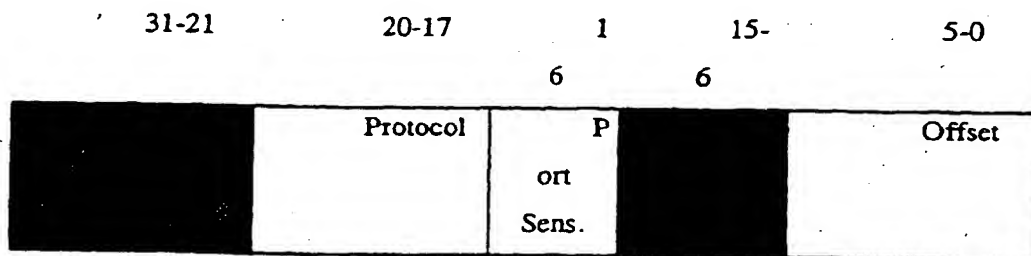 31-21 20-17 1 15- 5-0
6 6
Protocol P Offset
ort
Sens.